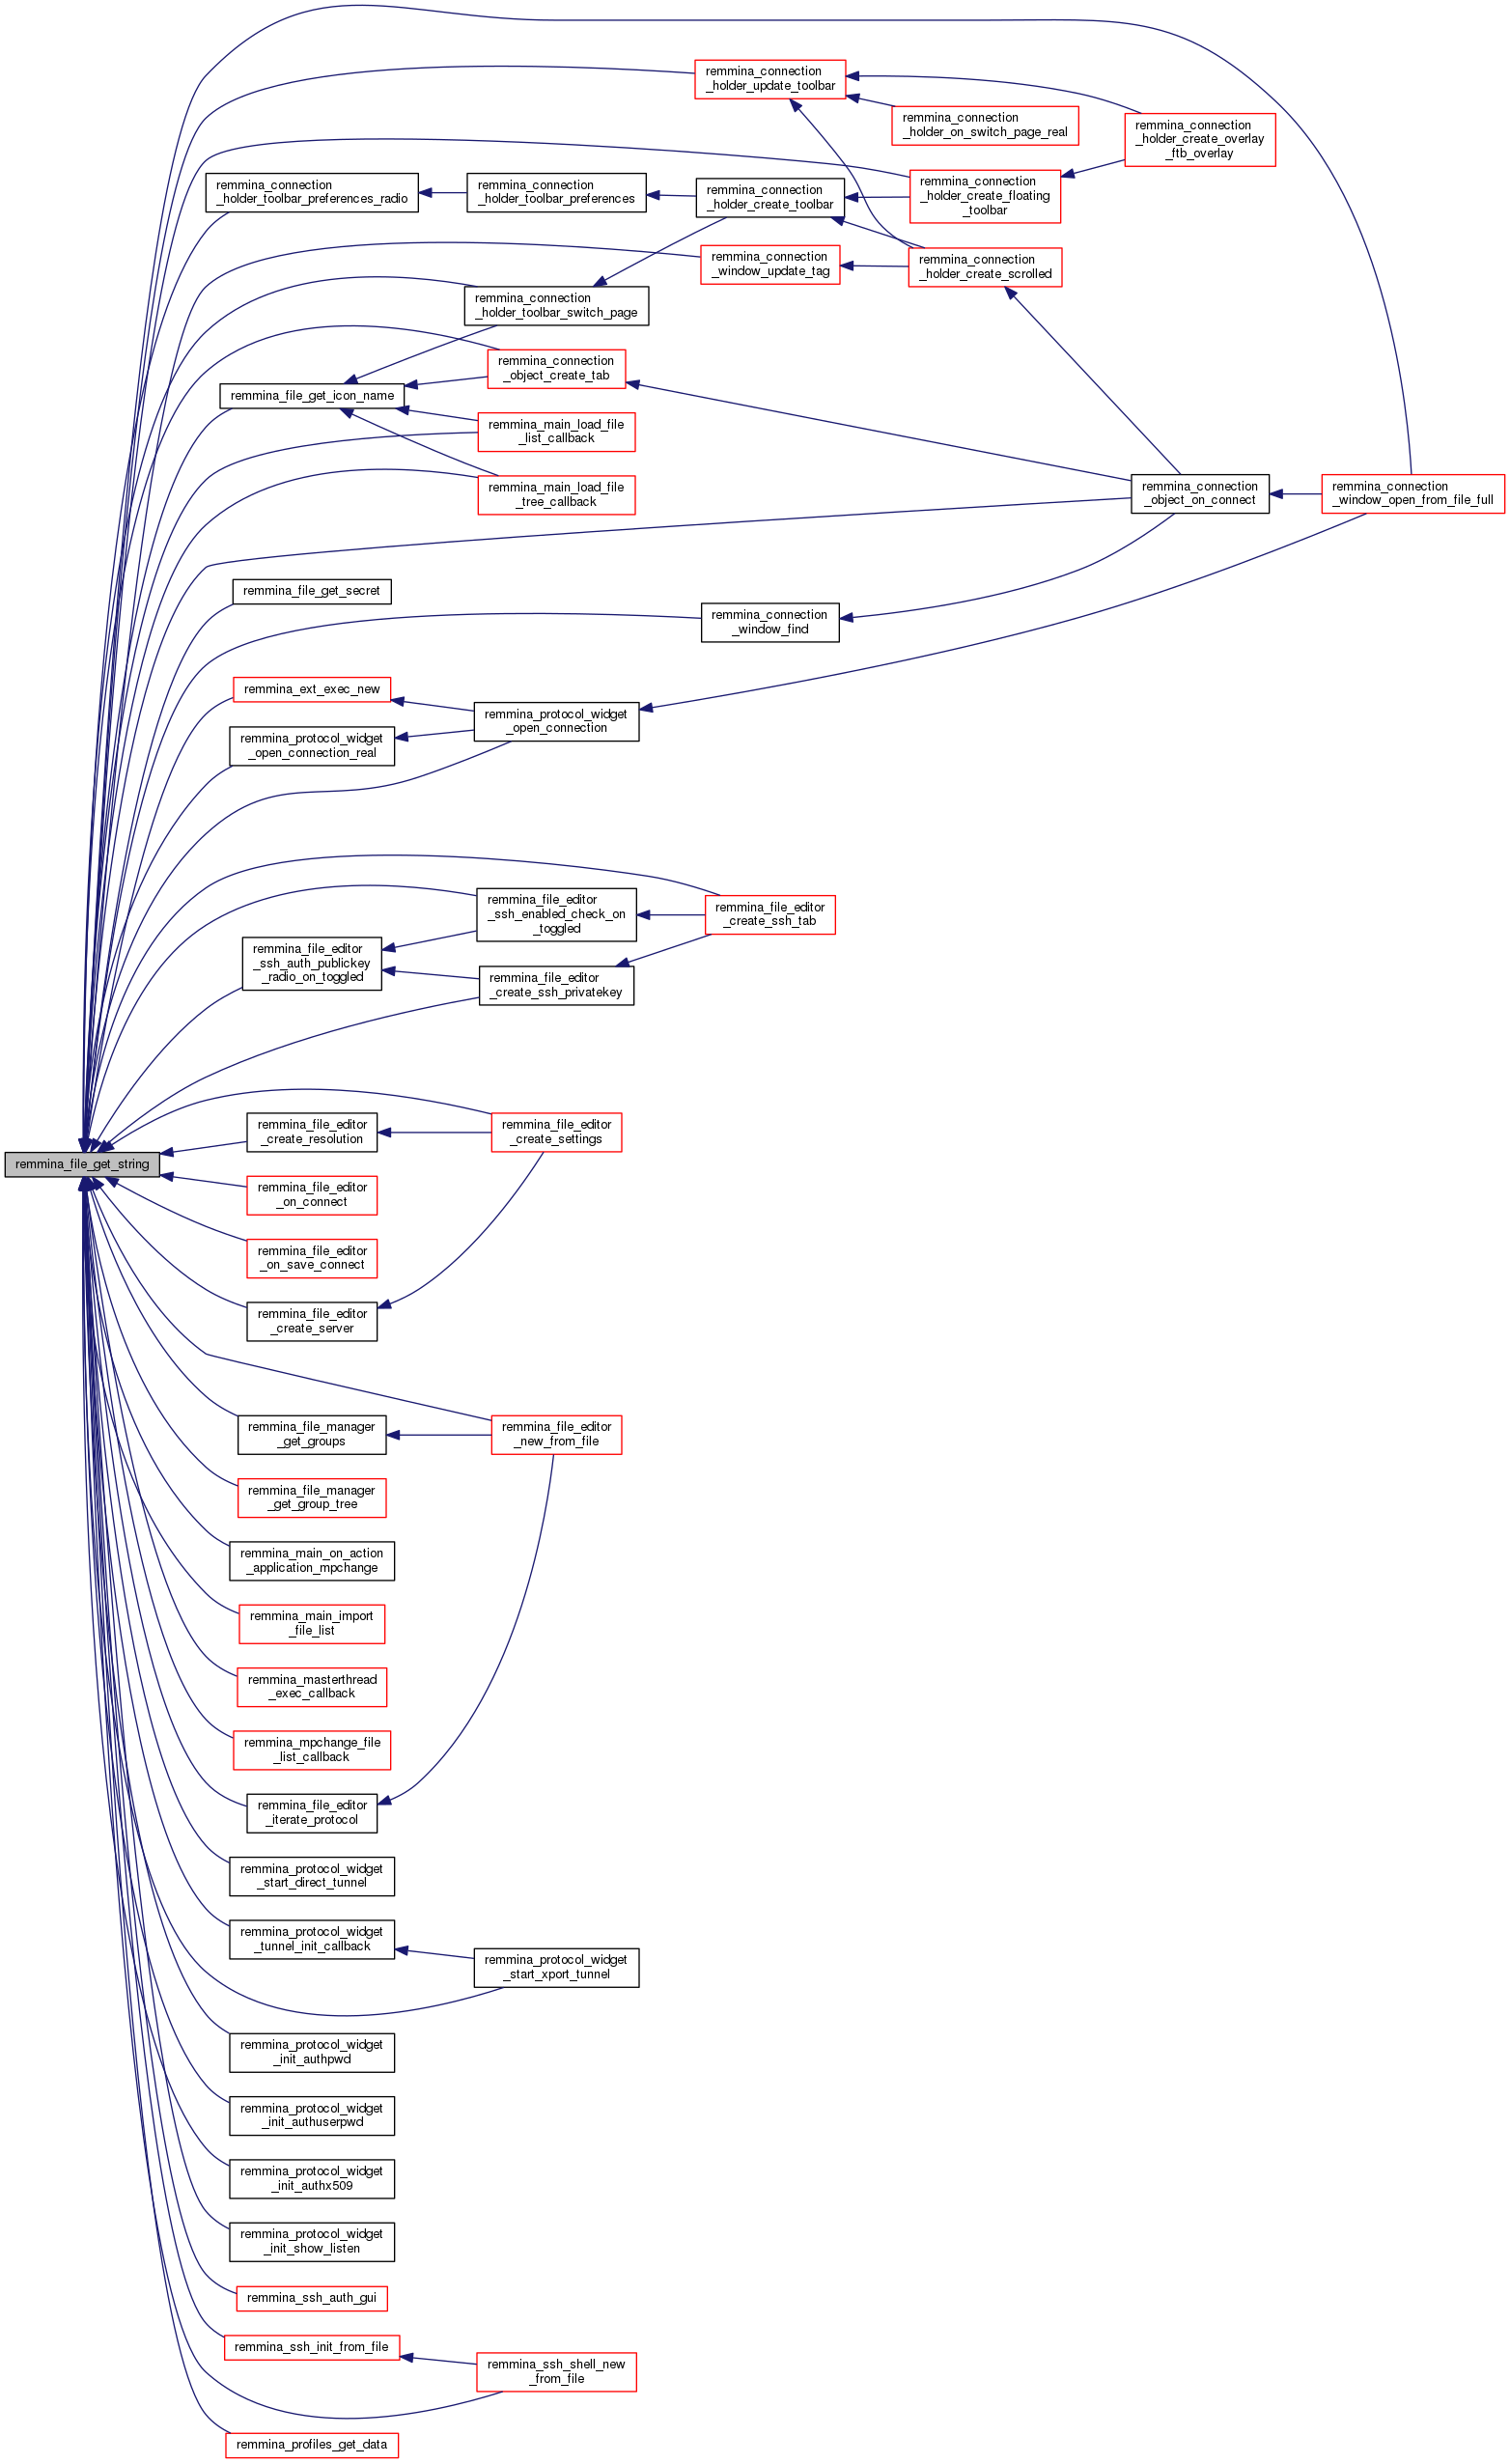 remmina_connection
_holder_update_toolbar
remmina_connection
_holder_on_switch_page_real
remmina_connection
_holder_create_overlay
_ftb_overlay
remmina_connection
_holder_toolbar_preferences_radio
remmina_connection
_holder_toolbar_preferences
remmina_connection
_holder_create_toolbar
remmina_connection
_holder_create_floating
_toolbar
remmina_connection
_window_update_tag
remmina_connection
_holder_create_scrolled
remmina_connection
_holder_toolbar_switch_page
remmina_connection
_object_create_tab
remmina_file_get_icon_name
remmina_main_load_file
_list_callback
remmina_main_load_file
_tree_callback
remmina_connection
_object_on_connect
remmina_connection
_window_open_from_file_full
remmina_file_get_secret
remmina_connection
_window_find
remmina_ext_exec_new
remmina_protocol_widget
_open_connection
remmina_protocol_widget
_open_connection_real
remmina_file_editor
_ssh_enabled_check_on
_toggled
remmina_file_editor
_create_ssh_tab
remmina_file_editor
_ssh_auth_publickey
_radio_on_toggled
remmina_file_editor
_create_ssh_privatekey
remmina_file_editor
_create_resolution
remmina_file_editor
_create_settings
remmina_file_get_string
remmina_file_editor
_on_connect
remmina_file_editor
_on_save_connect
remmina_file_editor
_create_server
remmina_file_manager
_get_groups
remmina_file_editor
_new_from_file
remmina_file_manager
_get_group_tree
remmina_main_on_action
_application_mpchange
remmina_main_import
_file_list
remmina_masterthread
_exec_callback
remmina_mpchange_file
_list_callback
remmina_file_editor
_iterate_protocol
remmina_protocol_widget
_start_direct_tunnel
remmina_protocol_widget
_tunnel_init_callback
remmina_protocol_widget
_start_xport_tunnel
remmina_protocol_widget
_init_authpwd
remmina_protocol_widget
_init_authuserpwd
remmina_protocol_widget
_init_authx509
remmina_protocol_widget
_init_show_listen
remmina_ssh_auth_gui
remmina_ssh_init_from_file
remmina_ssh_shell_new
_from_file
remmina_profiles_get_data